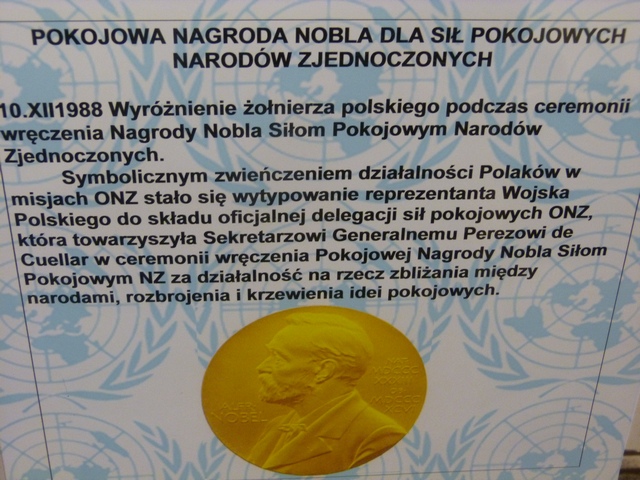 POKOJOWA NAGRODA NOBLA DLA SIŁ POKOJOWYCH
NARODÓW ZJEDNOCZONYCH
10.XII1988 Wyróżnienie żołnierza polskiego podczas ceremonii
wręczenia Nagrody Nobla Siłom Pokojowym Narodów
Zjednoczonych.
Symbolicznym zwieńczeniem działalności Polaków w
misjach ONZ stało się wytypowanie reprezentanta Wojska
Polskiego do składu oficjalnej delegacji sił pokojowych ONZ,
która towarzyszyła Sekretarzowi Generalnemu Perezowi de
Cuellar w ceremonii wręczenia Pokojowej Nagrody Nobla Siłom
Pokojowym NZ za działalność na rzecz zbliżania między
narodami, rozbrojenia i krzewienia idei pokojowych.
NOBEL